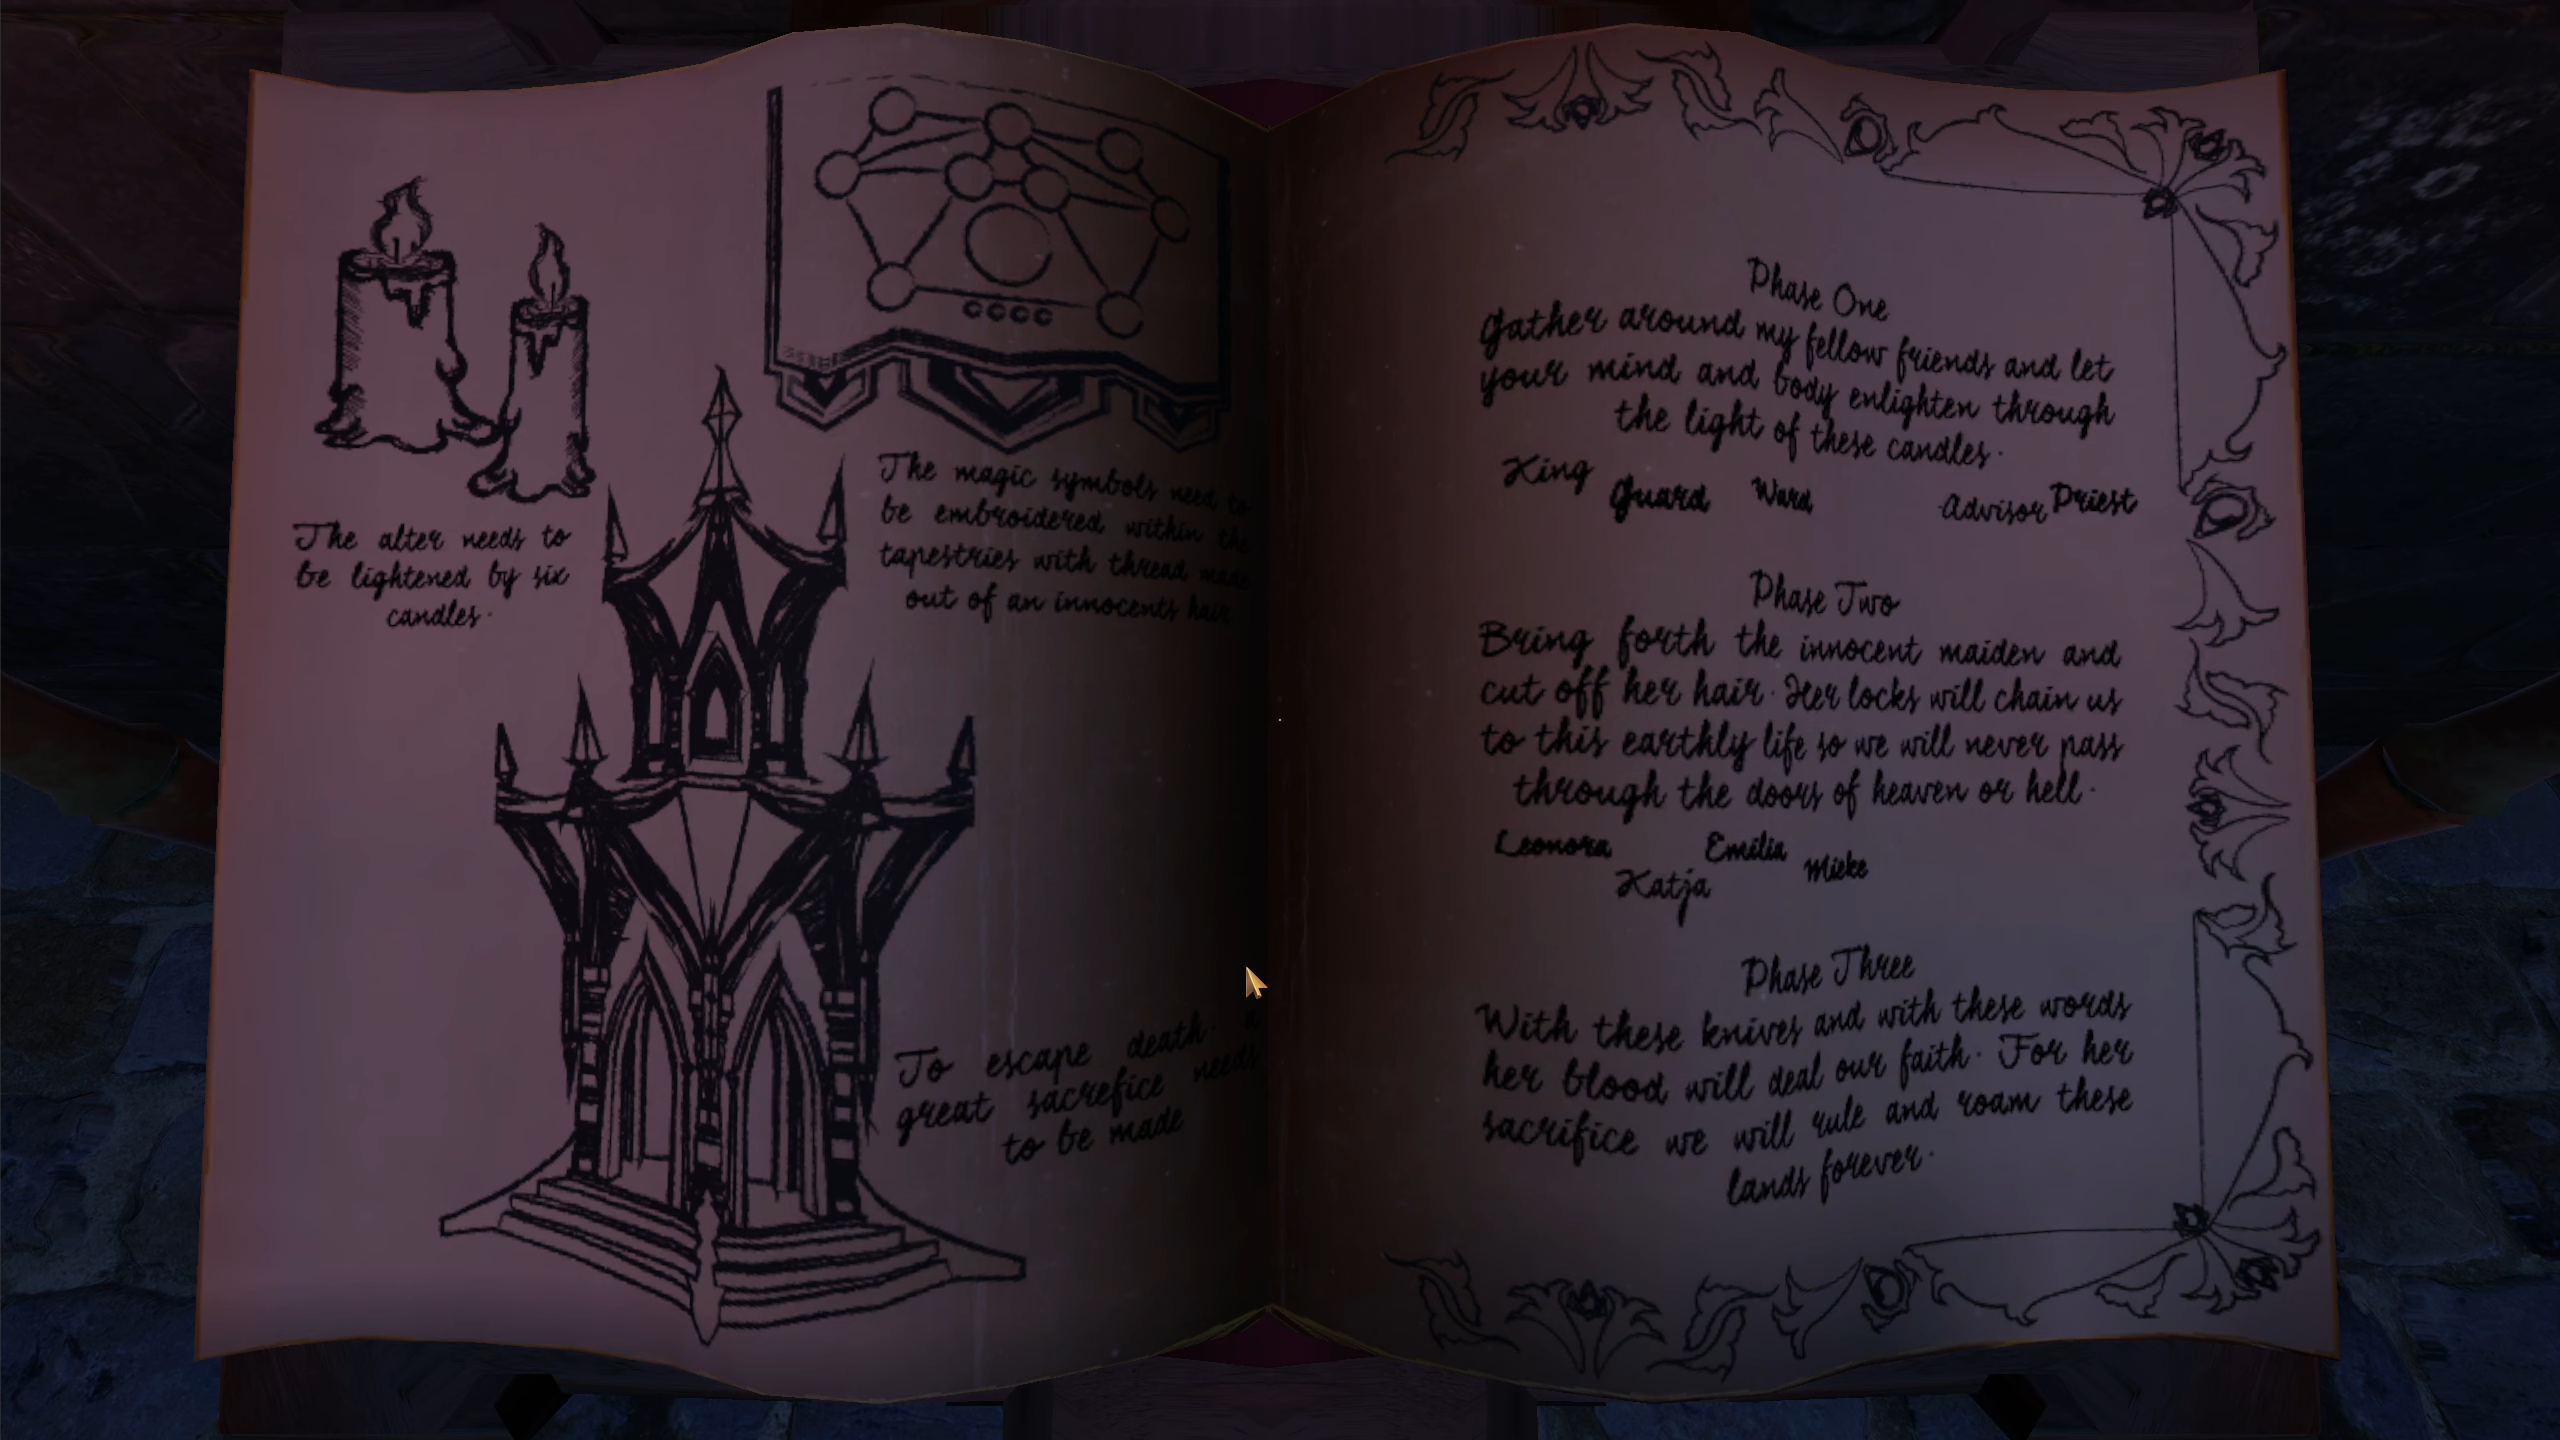 The alter needs to
be lightened by six
candles.
The magic symbols need to
be embroidered within the
tapestries with thread made
out of an innocents hair
To escape death a
great sacrefice needs
to be made
Phase One
Gather around my fellow friends and let
your mind and body enlighten through
the light of these candles.
King Guard Ward Advisor Priest
Phase Two
Bring forth the innocent maiden and
cut off her hair. Her locks will chain us
to this earthly life so we will never pass
through the doors of heaven or hell.
Leonora Katja Emilia Mieke
Phase Three
With these knives and with these words
her blood will deal our faith. For her
sacrifice we will rule and roam these
lands forever.